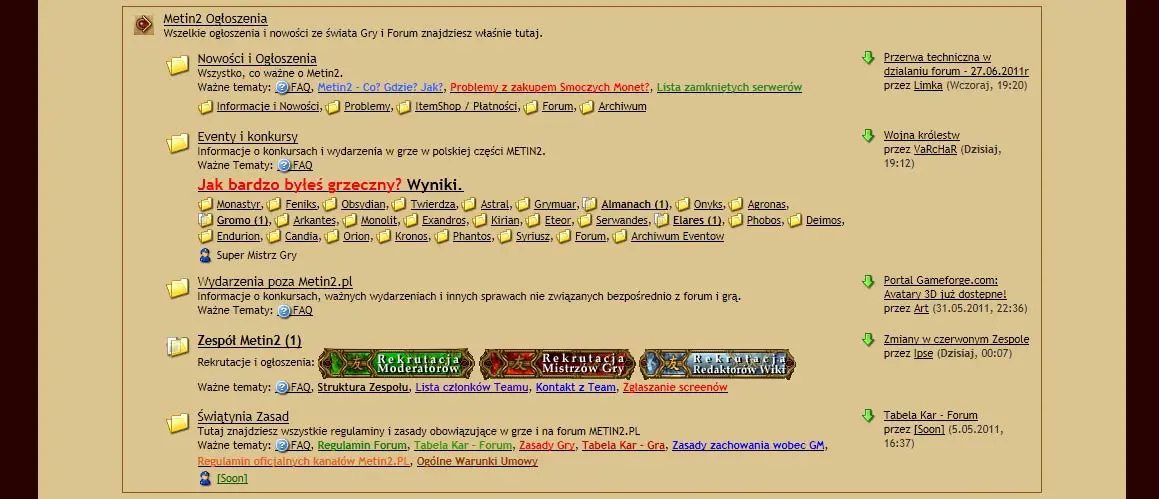 Metin2 Ogłoszenia
Wszelkie ogłoszenia i nowości ze świata Gry i Forum znajdziesz właśnie tutaj.
Nowości i Ogłoszenia
Wszystko, co ważne o Metin2.
Ważne tematy: FAQ, Metin2 - Co? Gdzie? Jak?, Problemy z zakupem Smoczych Monet?, Lista zamkniętych serwerów
Informacje i Nowości, Problemy, ItemShop / Płatności, Forum, Archiwum
Przerwa techniczna w
dzialaniu forum - 27.06.2011r
przez Limka (Wczoraj, 19:20)
Eventy i konkursy
Informacje o konkursach i wydarzenia w grze w polskiej części METIN2.
Ważne Tematy: FAQ
Jak bardzo byłeś grzeczny? Wyniki.
Monastyr, Feniks, Obsydian, Twierdza, Astral, Grymuar, Almanach (1), Onyks, Agronas,
Gromo (1), Arkantes, Monolit, Exandros, Kirian, Eteor, Serwandes, Elares (1), Phobos, Deimos,
Endurion, Candia, Orion, Kronos, Phantos, Syriusz, Forum, Archiwum Eventow
Super Mistrz Gry
Wojna królestw
przez VaRcHaR (Dzisiaj,
19:12)
Wydarzenia poza Metin2.pl
Informacje o konkursach, ważnych wydarzeniach i innych sprawach nie związanych bezpośrednio z forum i grą.
Ważne Tematy: FAQ
Portal Gameforge.com:
Avatary 3D już dostępne!
przez Art (31.05.2011, 22:36)
Zespół Metin2 (1)
Rekrutacje i ogłoszenia: Rekrutacja Moderatorów Rekrutacja Mistrzów Gry Rekrutacja Redaktorów Wiki
Ważne tematy: FAQ, Struktura Zespołu, Lista członków Teamu, Kontakt z Team, Zgłaszanie screenów
Zmiany w czerwonym Zespole
przez Ipse (Dzisiaj, 00:07)
Świątynia Zasad
Tutaj znajdziesz wszystkie regulaminy i zasady obowiązujące w grze i na forum METIN2.PL
Ważne tematy: FAQ, Regulamin Forum, Tabela Kar - Forum, Zasady Gry, Tabela Kar - Gra, Zasady zachowania wobec GM,
Regulamin oficjalnych kanałów Metin2.PL, Ogólne Warunki Umowy
[Soon]
Tabela Kar - Forum
przez [Soon] (5.05.2011,
16:37)